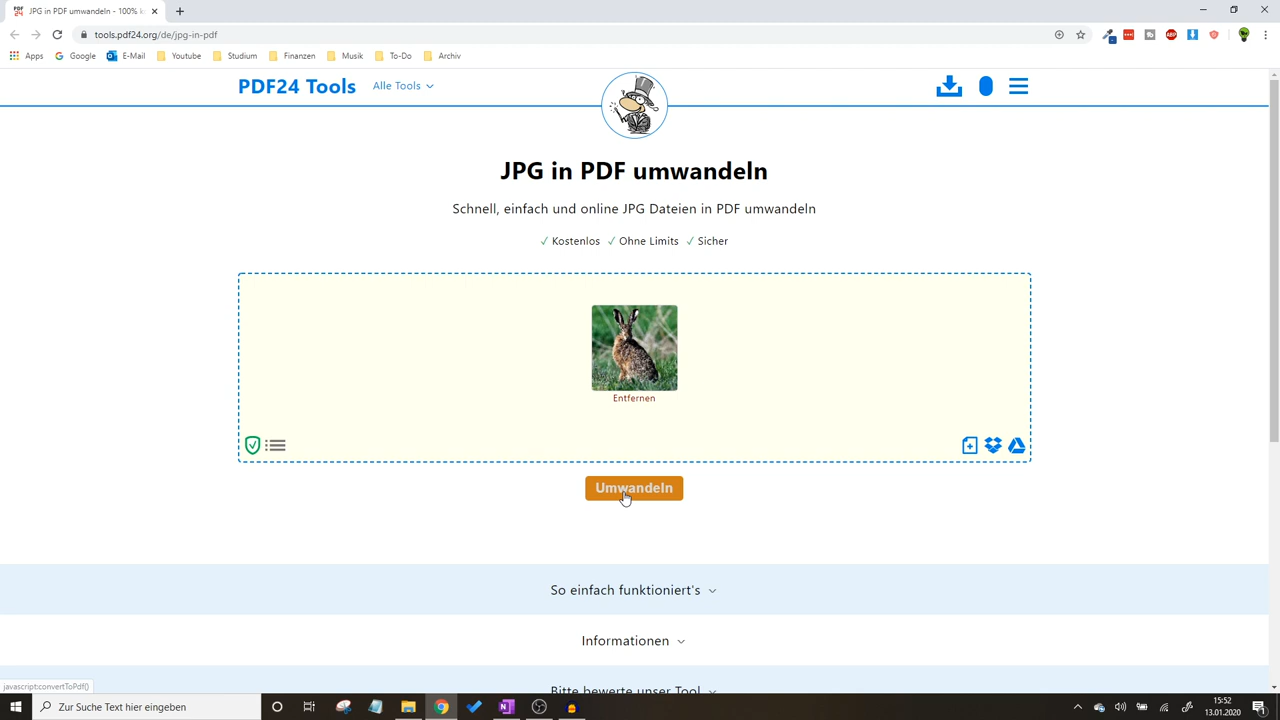 JPG in PDF umwandeln - 100% k
tools.pdf24.org/de/jpg-in-pdf
Apps Google E-Mail Youtube Studium Finanzen Musik To-Do Archiv
PDF24 Tools Alle Tools
JPG in PDF umwandeln
Schnell, einfach und online JPG Dateien in PDF umwandeln
✓ Kostenlos ✓ Ohne Limits ✓ Sicher
Entfernen
Umwandeln
So einfach funktioniert's
Informationen
Bitte bewerte unser Tool
javascript:convertToPdf()
Zur Suche Text hier eingeben
15:52
13.01.2020